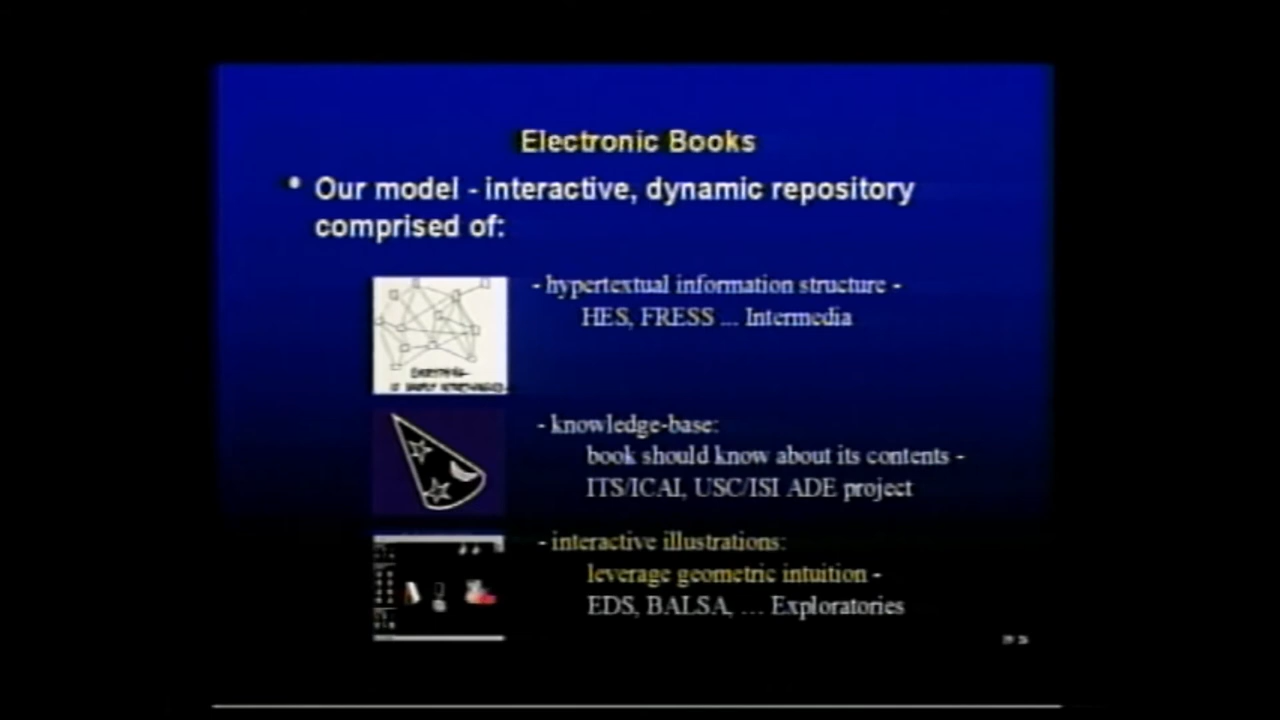 Electronic Books
• Our model - interactive, dynamic repository
comprised of:
- hypertextual information structure -
HES, FRESS ... Intermedia
- knowledge-base:
book should know about its contents -
ITS/ICAI, USC/ISI ADE project
- interactive illustrations:
leverage geometric intuition -
EDS, BALSA, ... Exploratories